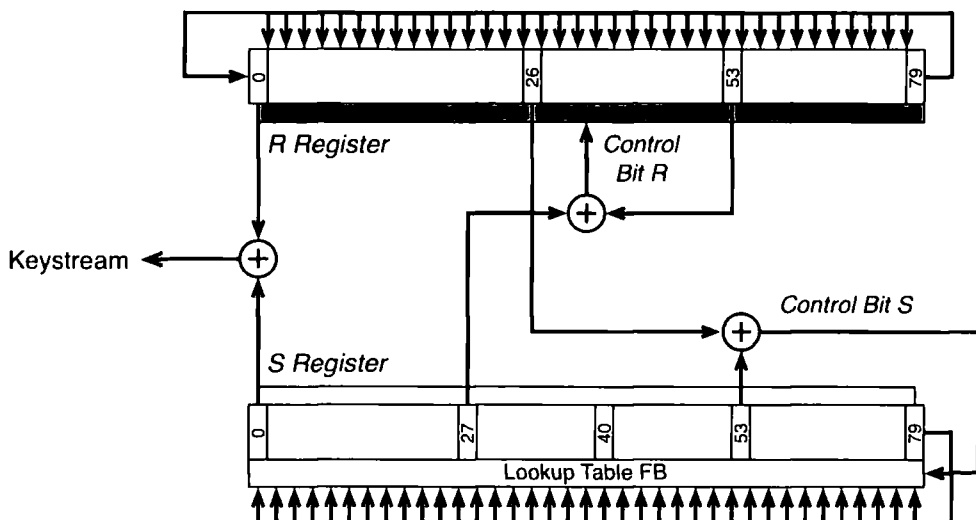 0 26 53 79
R Register
Control
Bit R
Keystream
Control Bit S
S Register
0 27 40 53 79
Lookup Table FB